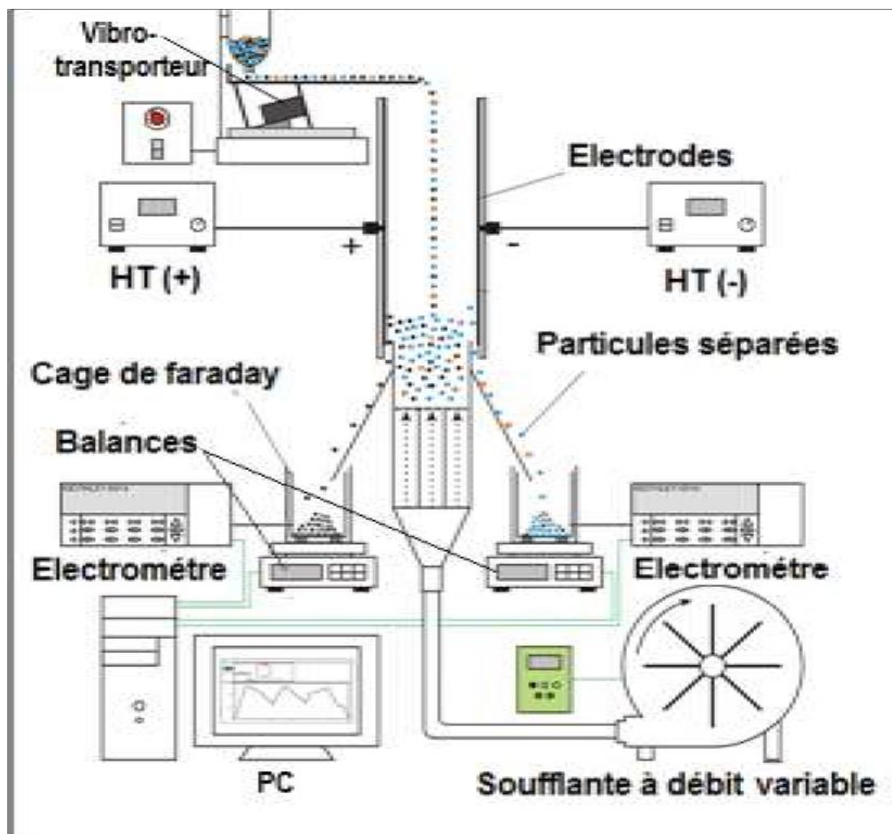 Vibro-
transporteur
Electrodes
+
-
HT (+)
HT (-)
Particules séparées
Cage de faraday
Balances
Electrométre
Electrométre
PC
Soufflante à débit variable